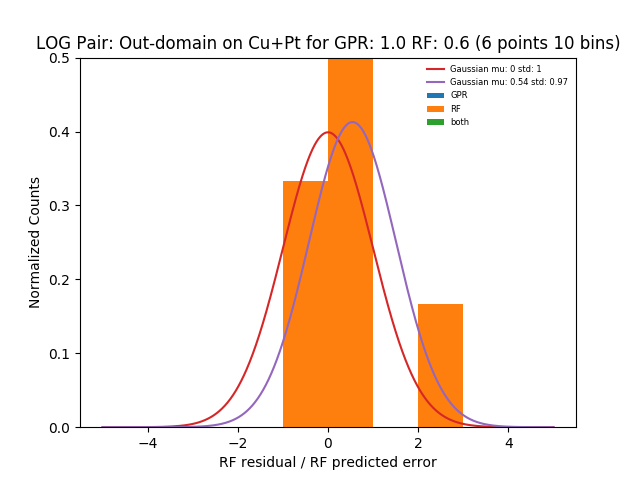 LOG Pair: Out-domain on Cu+Pt for GPR: 1.0 RF: 0.6 (6 points 10 bins)
Gaussian mu: 0 std: 1
Gaussian mu: 0.54 std: 0.97
GPR
RF
both
Normalized Counts
0.5
0.4
0.3
0.2
0.1
0.0
−4
−2
0
2
4
RF residual / RF predicted error